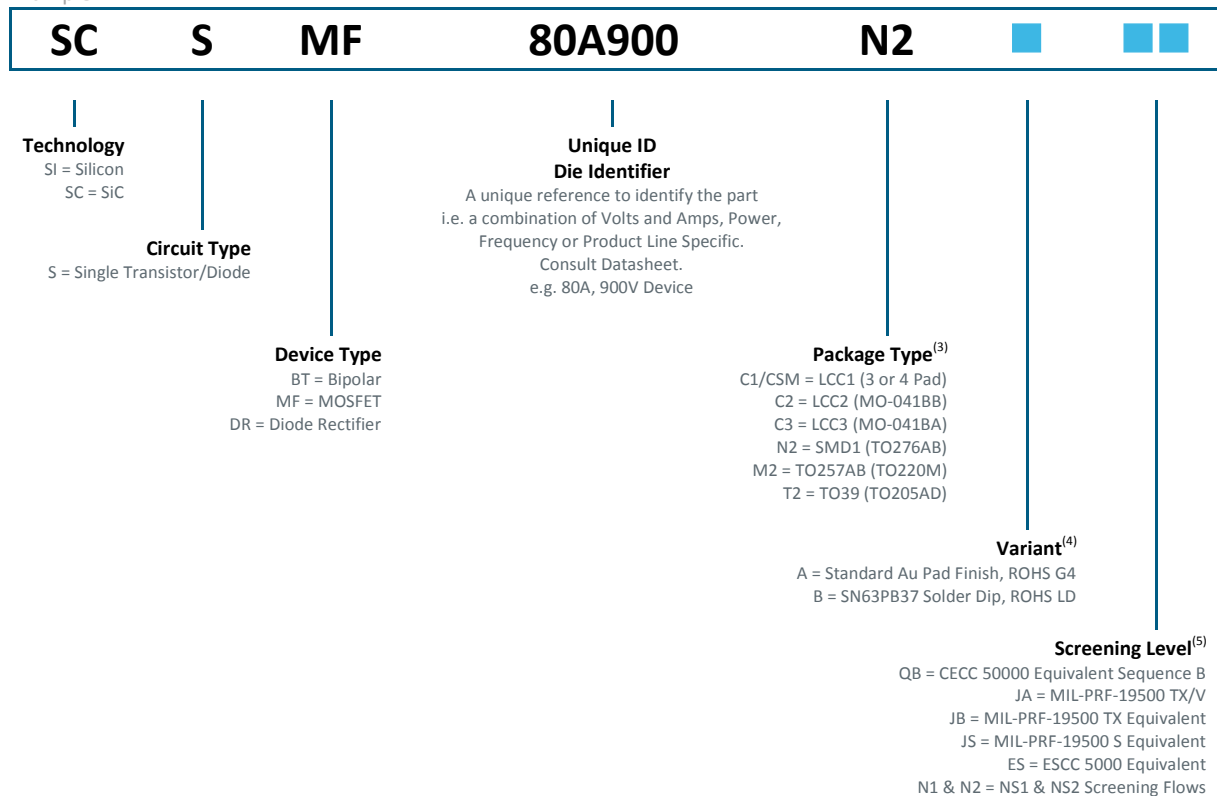 SC S MF 80A900 N2
Technology
SI = Silicon
SC = SiC
Circuit Type
S = Single Transistor/Diode
Device Type
BT = Bipolar
MF = MOSFET
DR = Diode Rectifier
Unique ID
Die Identifier
A unique reference to identify the part
i.e. a combination of Volts and Amps, Power,
Frequency or Product Line Specific.
Consult Datasheet.
e.g. 80A, 900V Device
Package Type(3)
C1/CSM = LCC1 (3 or 4 Pad)
C2 = LCC2 (MO-041BB)
C3 = LCC3 (MO-041BA)
N2 = SMD1 (TO276AB)
M2 = TO257AB (TO220M)
T2 = TO39 (TO205AD)
Variant(4)
A = Standard Au Pad Finish, ROHS G4
B = SN63PB37 Solder Dip, ROHS LD
Screening Level(5)
QB = CECC 50000 Equivalent Sequence B
JA = MIL-PRF-19500 TX/V
JB = MIL-PRF-19500 TX Equivalent
JS = MIL-PRF-19500 S Equivalent
ES = ESCC 5000 Equivalent
N1 & N2 = NS1 & NS2 Screening Flows